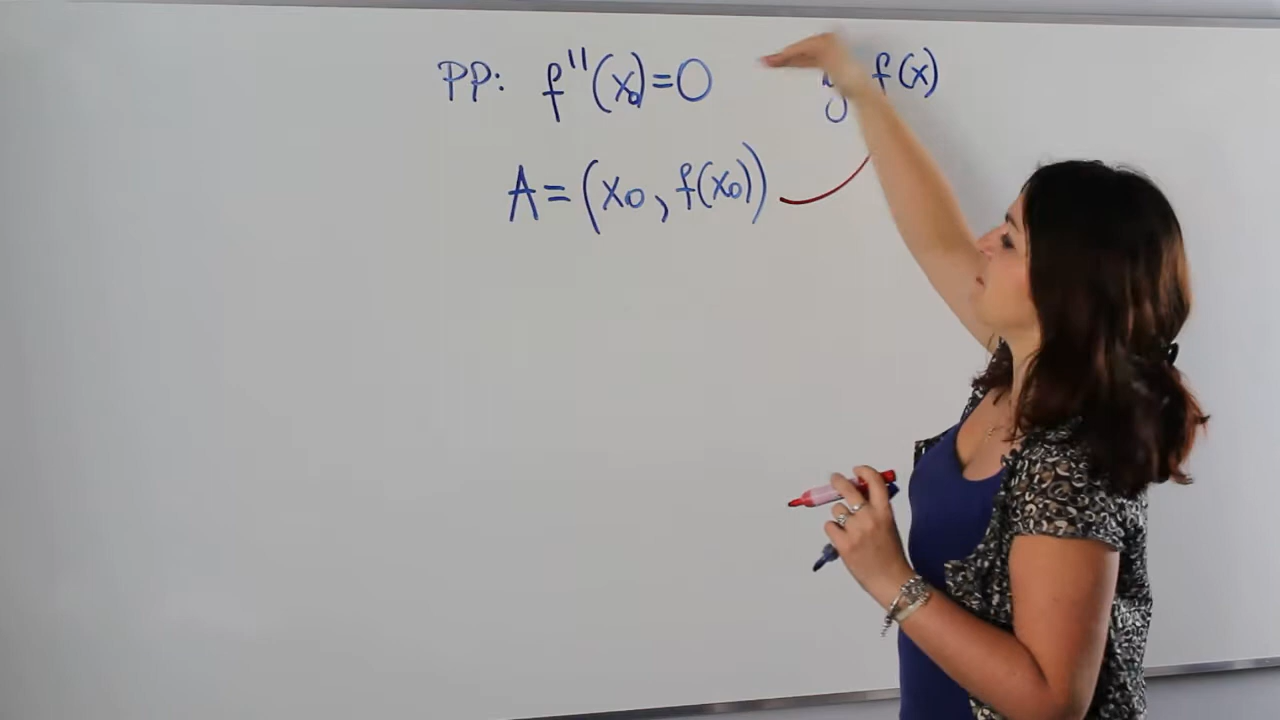 PP: f''(x₀)=0 f(x)
A=(x₀, f(x₀))